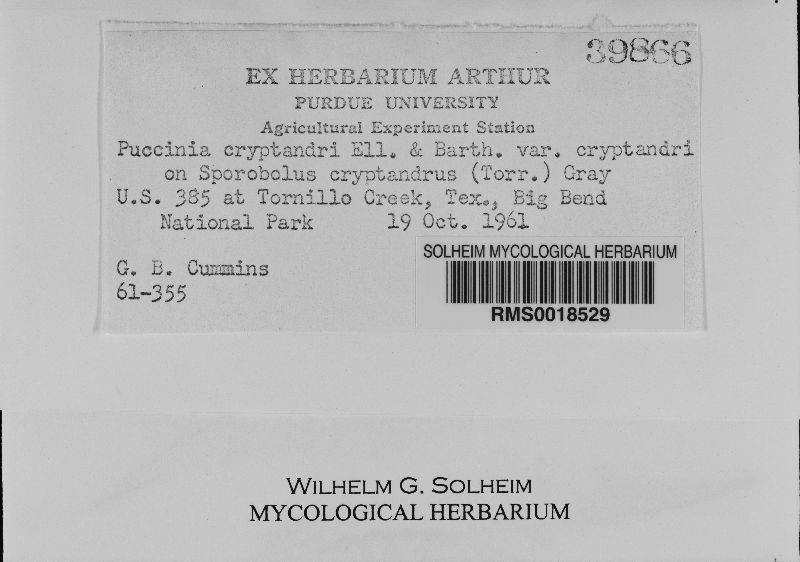 39866
EX HERBARIUM ARTHUR
PURDUE UNIVERSITY
Agricultural Experiment Station
Puccinia cryptandri Ell. & Barth. var. cryptandri
on Sporobolus cryptandrus (Torr.) Gray
U.S. 385 at Tornillo Creek, Tex., Big Bend
National Park 19 Oct. 1961
G. B. Cummins
61-355
SOLHEIM MYCOLOGICAL HERBARIUM
RMS0018529
WILHELM G. SOLHEIM
MYCOLOGICAL HERBARIUM